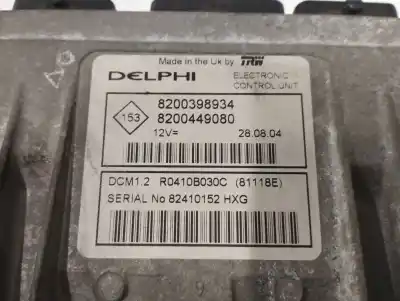 Made in the Uk by TRW
DELPHI
ELECTRONIC
CONTROL UNIT
153
8200398934
8200449080
12V= 28.08.04
DCM1.2 R0410B030C (81118E)
SERIAL No 82410152 HXG